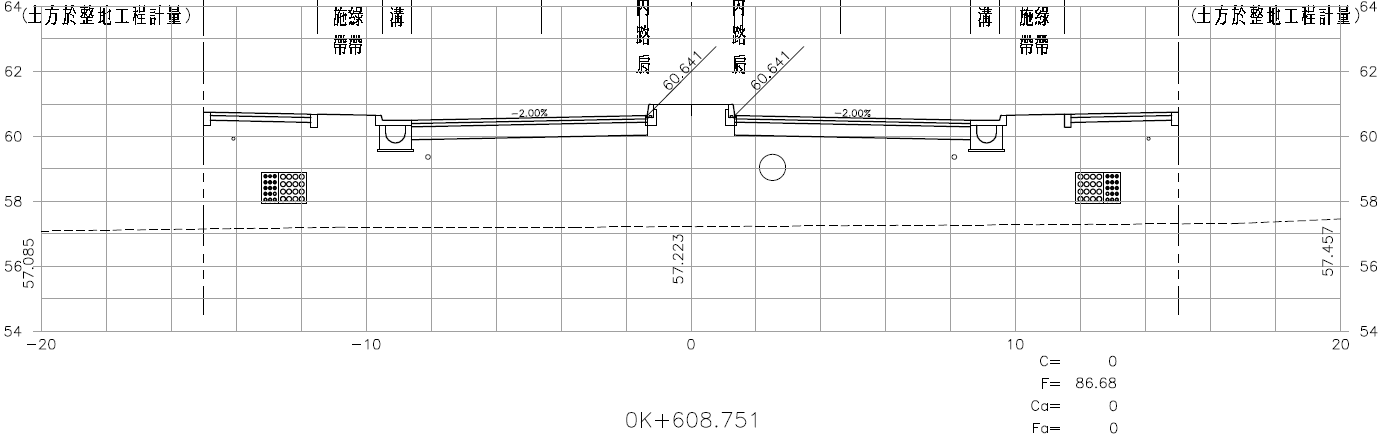 64
(土方於整地工程計量)
施綠
帶帶
溝
內
路
肩
內
路
肩
溝
施綠
帶帶
(土方於整地工程計量)
64
62
60.641
60.641
62
60
-2.00%
-2.00%
60
58
58
57.085
57.223
57.457
56
56
54
54
-20
-10
0
10
20
C= 0
F= 86.68
Ca= 0
Fa= 0
0K+608.751